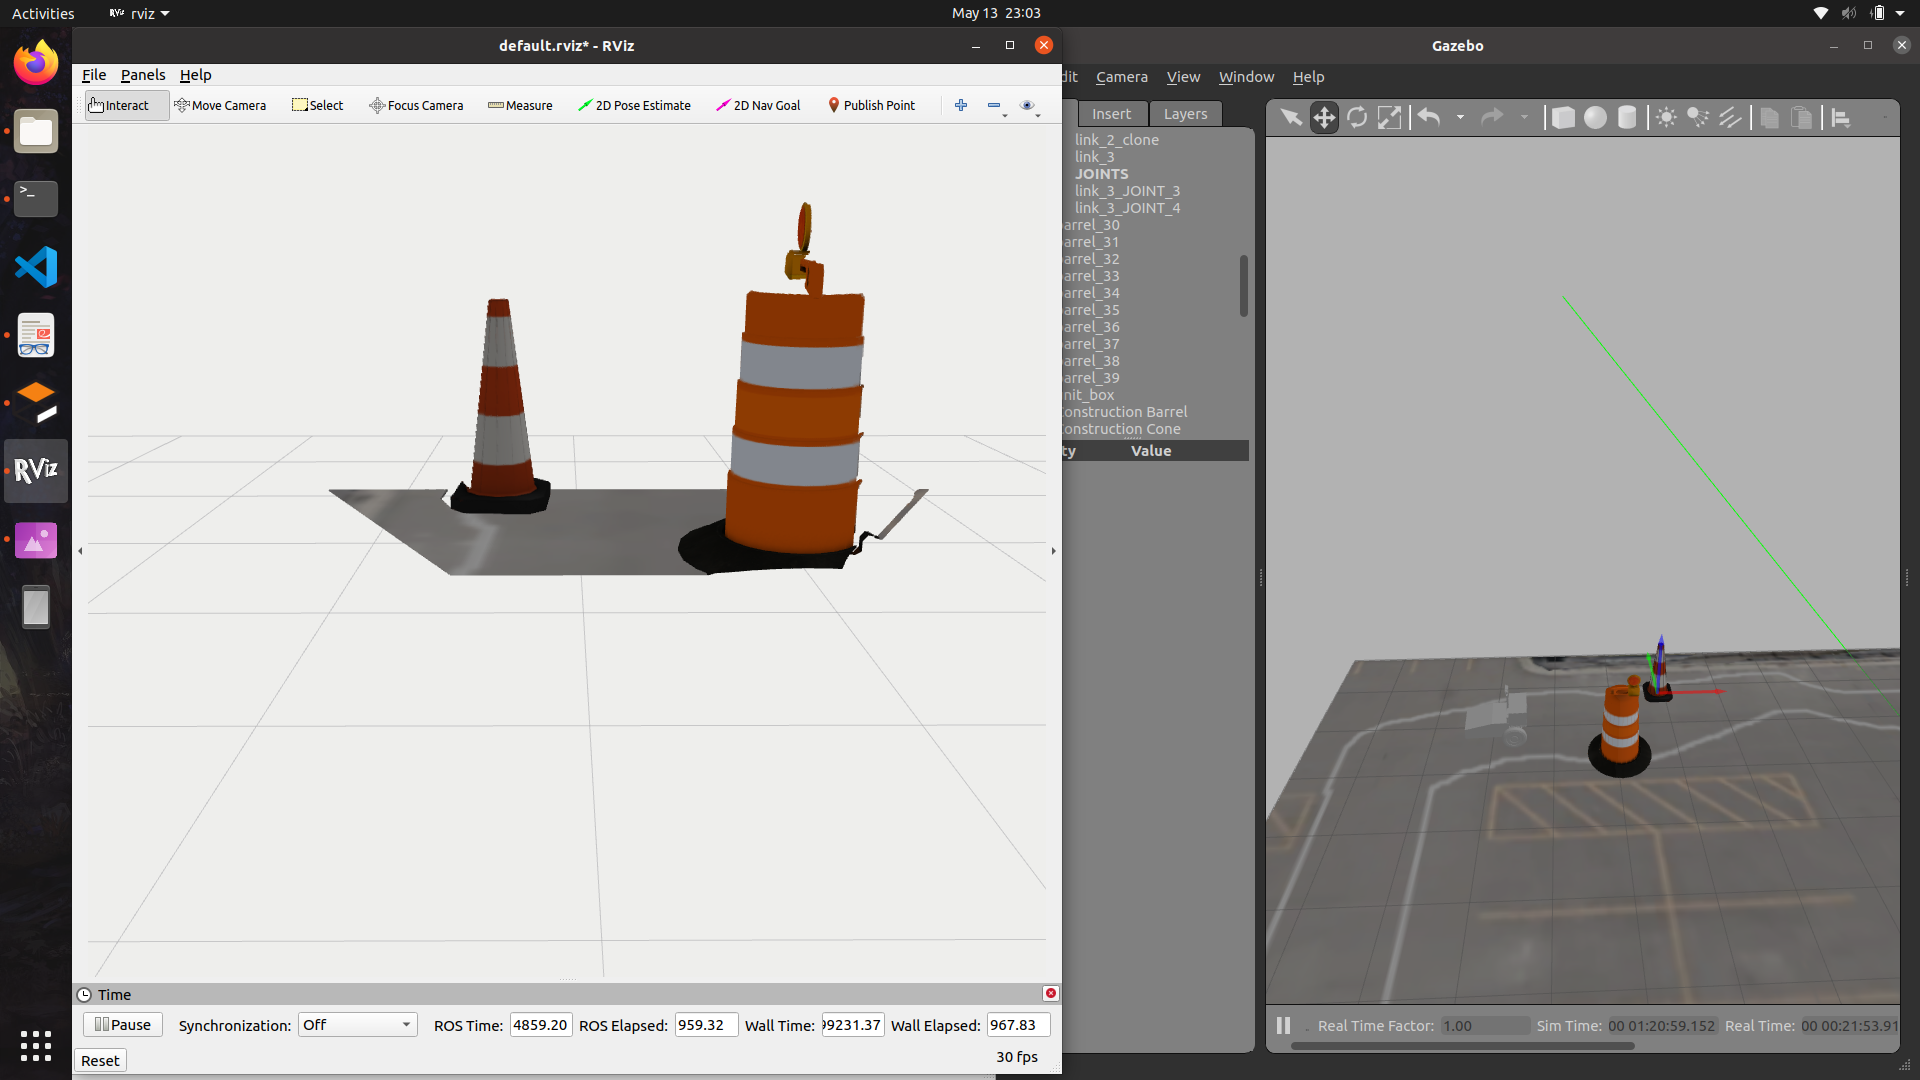 Activities
RViz rviz
May 13 23:03
default.rviz* - RViz
File Panels Help
Interact Move Camera Select Focus Camera Measure 2D Pose Estimate 2D Nav Goal Publish Point
>_
RViz
Time
Pause Synchronization: Off ROS Time: 4859.20 ROS Elapsed: 959.32 Wall Time: 99231.37 Wall Elapsed: 967.83
Reset
30 fps
Gazebo
dit Camera View Window Help
Insert Layers
link_2_clone
link_3
JOINTS
link_3_JOINT_3
link_3_JOINT_4
arrel_30
arrel_31
arrel_32
arrel_33
arrel_34
arrel_35
arrel_36
arrel_37
arrel_38
arrel_39
nit_box
onstruction Barrel
onstruction Cone
ty Value
Real Time Factor: 1.00 Sim Time: 00 01:20:59.152 Real Time: 00 00:21:53.91